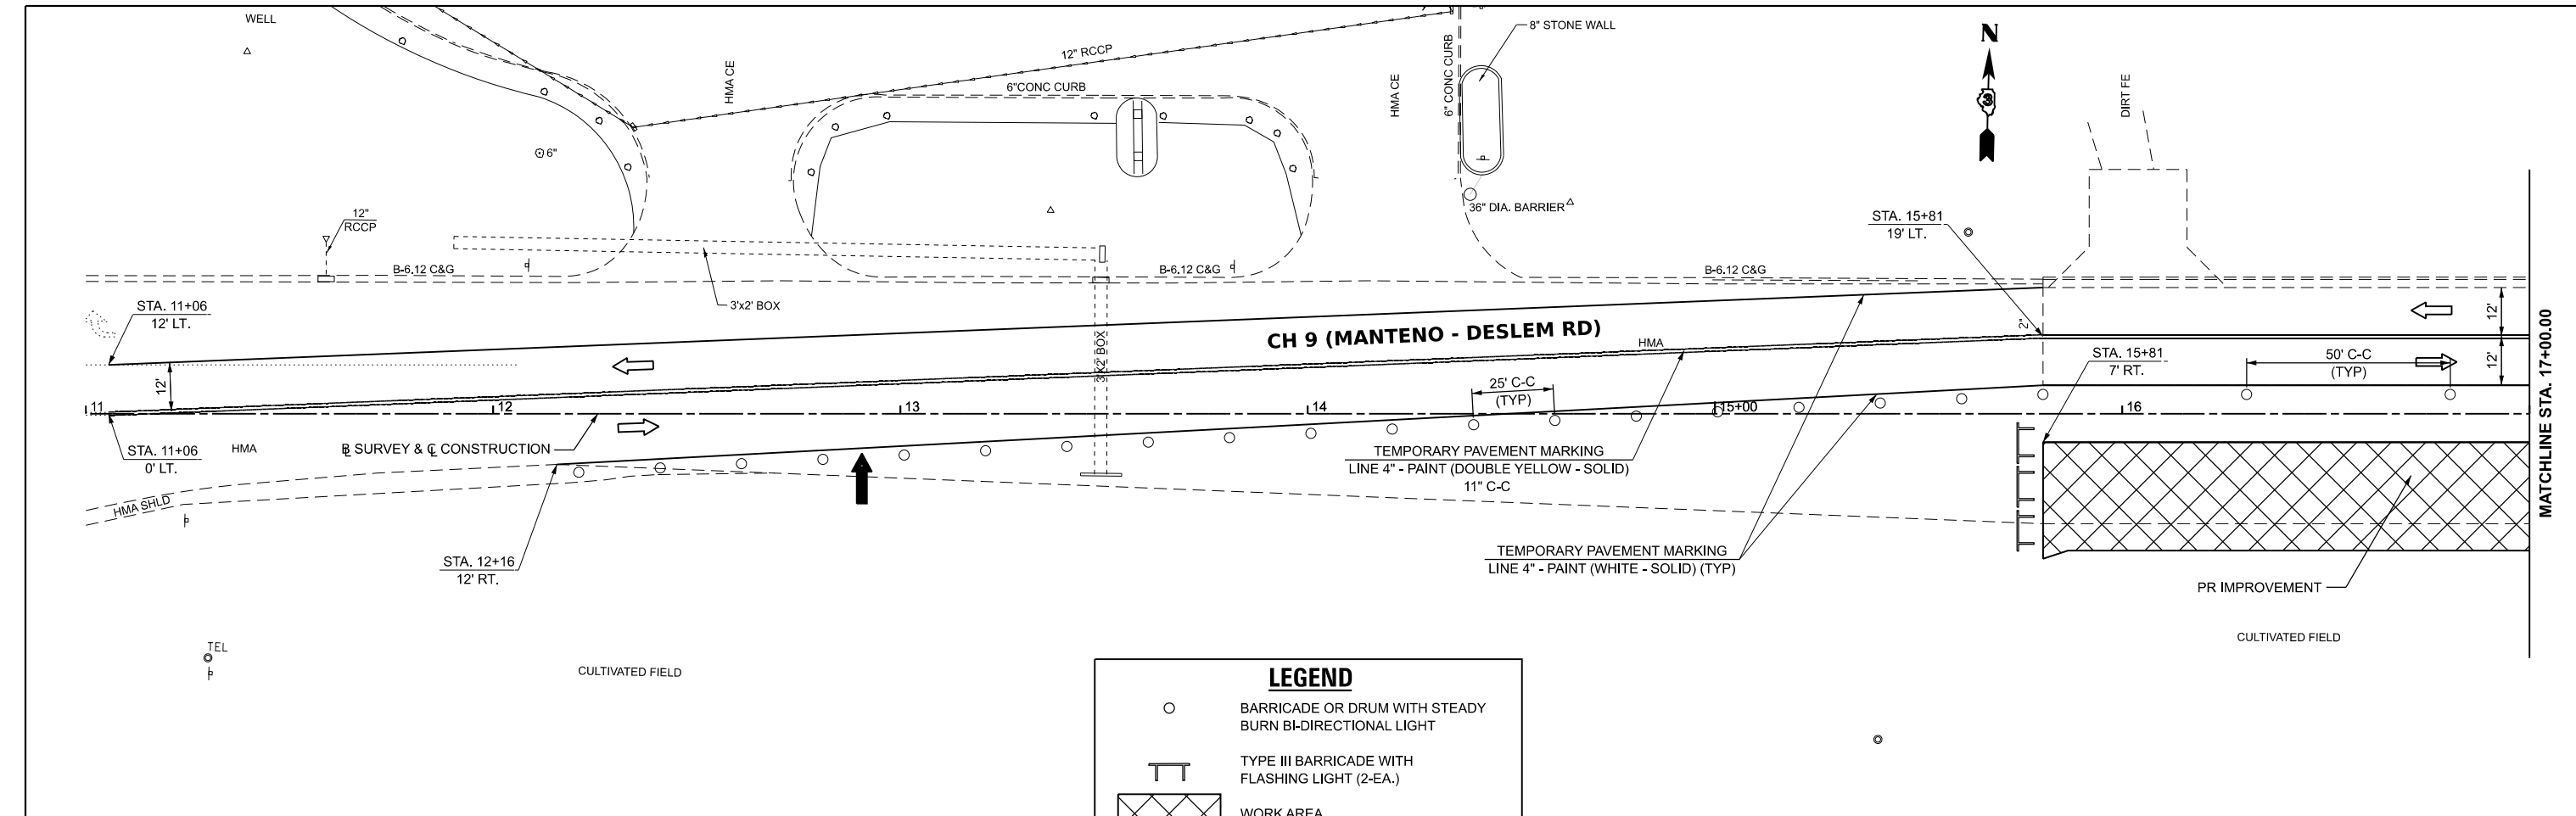 WELL
8" STONE WALL
N
3
12" RCCP
HMA CE
6"CONC CURB
HMA CE
6" CONC CURB
DIRT FE
6"
12"
RCCP
36" DIA. BARRIER
STA. 15+81
19' LT.
B-6.12 C&G
B-6.12 C&G
B-6.12 C&G
3'x2' BOX
STA. 11+06
12' LT.
CH 9 (MANTENO - DESLEM RD)
HMA
2"
12'
12'
3'X2' BOX
STA. 15+81
7' RT.
50' C-C
(TYP)
12'
MATCHLINE STA. 17+00.00
25' C-C
(TYP)
11
12
13
14
15+00
16
STA. 11+06
0' LT.
HMA
B SURVEY & C CONSTRUCTION
TEMPORARY PAVEMENT MARKING
LINE 4" - PAINT (DOUBLE YELLOW - SOLID)
11" C-C
HMA SHLD
STA. 12+16
12' RT.
TEMPORARY PAVEMENT MARKING
LINE 4" - PAINT (WHITE - SOLID) (TYP)
PR IMPROVEMENT
CULTIVATED FIELD
TEL
CULTIVATED FIELD
LEGEND
BARRICADE OR DRUM WITH STEADY
BURN BI-DIRECTIONAL LIGHT
TYPE III BARRICADE WITH
FLASHING LIGHT (2-EA.)
WORK AREA